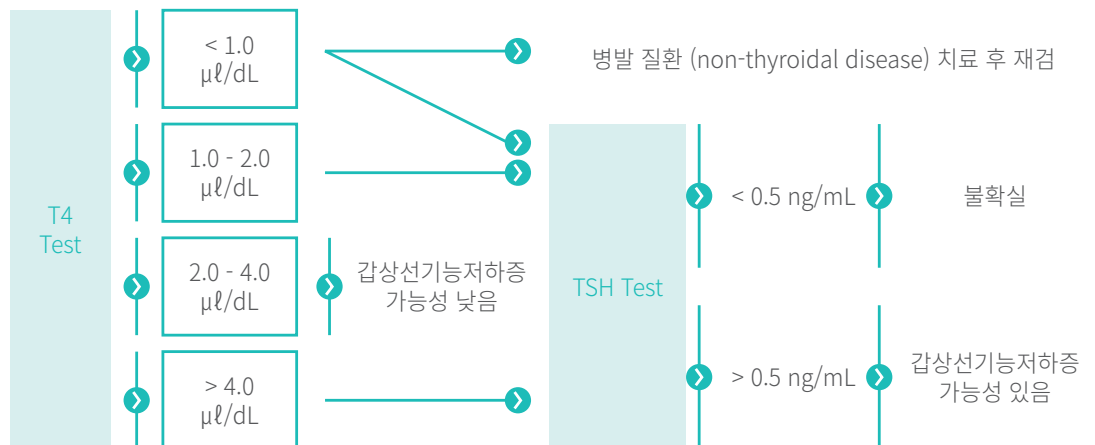 T4
Test
< 1.0
μℓ/dL
병발 질환 (non-thyroidal disease) 치료 후 재검
1.0 - 2.0
μℓ/dL
2.0 - 4.0
μℓ/dL
갑상선기능저하증
가능성 낮음
> 4.0
μℓ/dL
TSH Test
< 0.5 ng/mL
불확실
> 0.5 ng/mL
갑상선기능저하증
가능성 있음